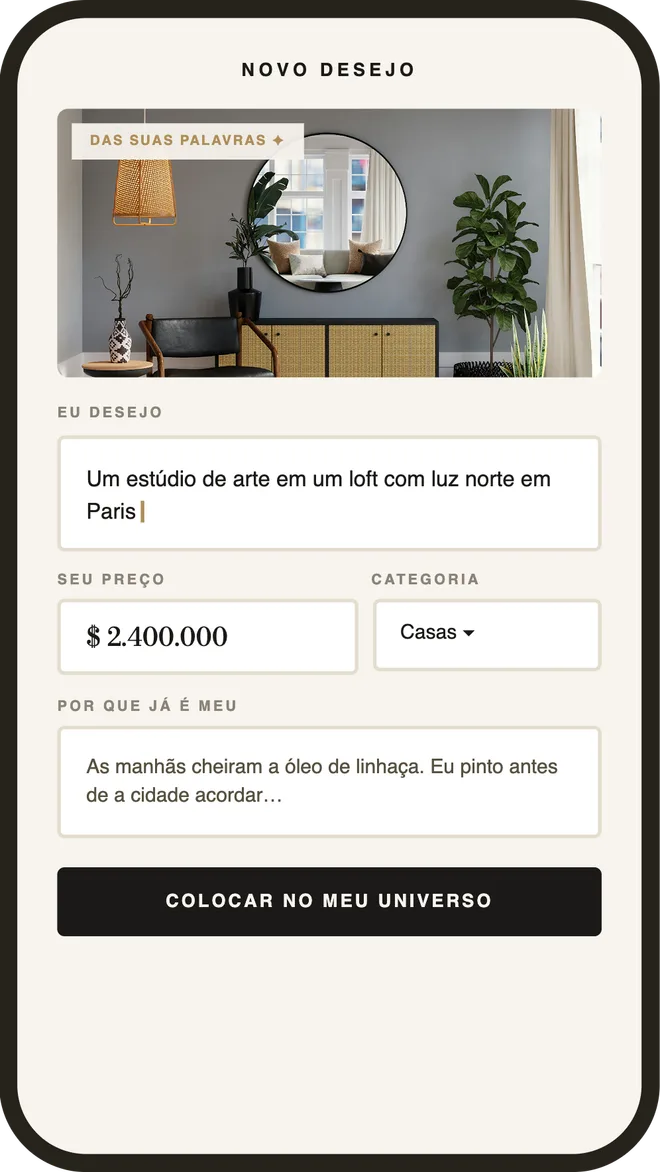 NOVO DESEJO
DAS SUAS PALAVRAS ✦
EU DESEJO
Um estúdio de arte em um loft com luz norte em
Paris
SEU PREÇO
CATEGORIA
$ 2.400.000
Casas
POR QUE JÁ É MEU
As manhãs cheiram a óleo de linhaça. Eu pinto antes
de a cidade acordar…
COLOCAR NO MEU UNIVERSO